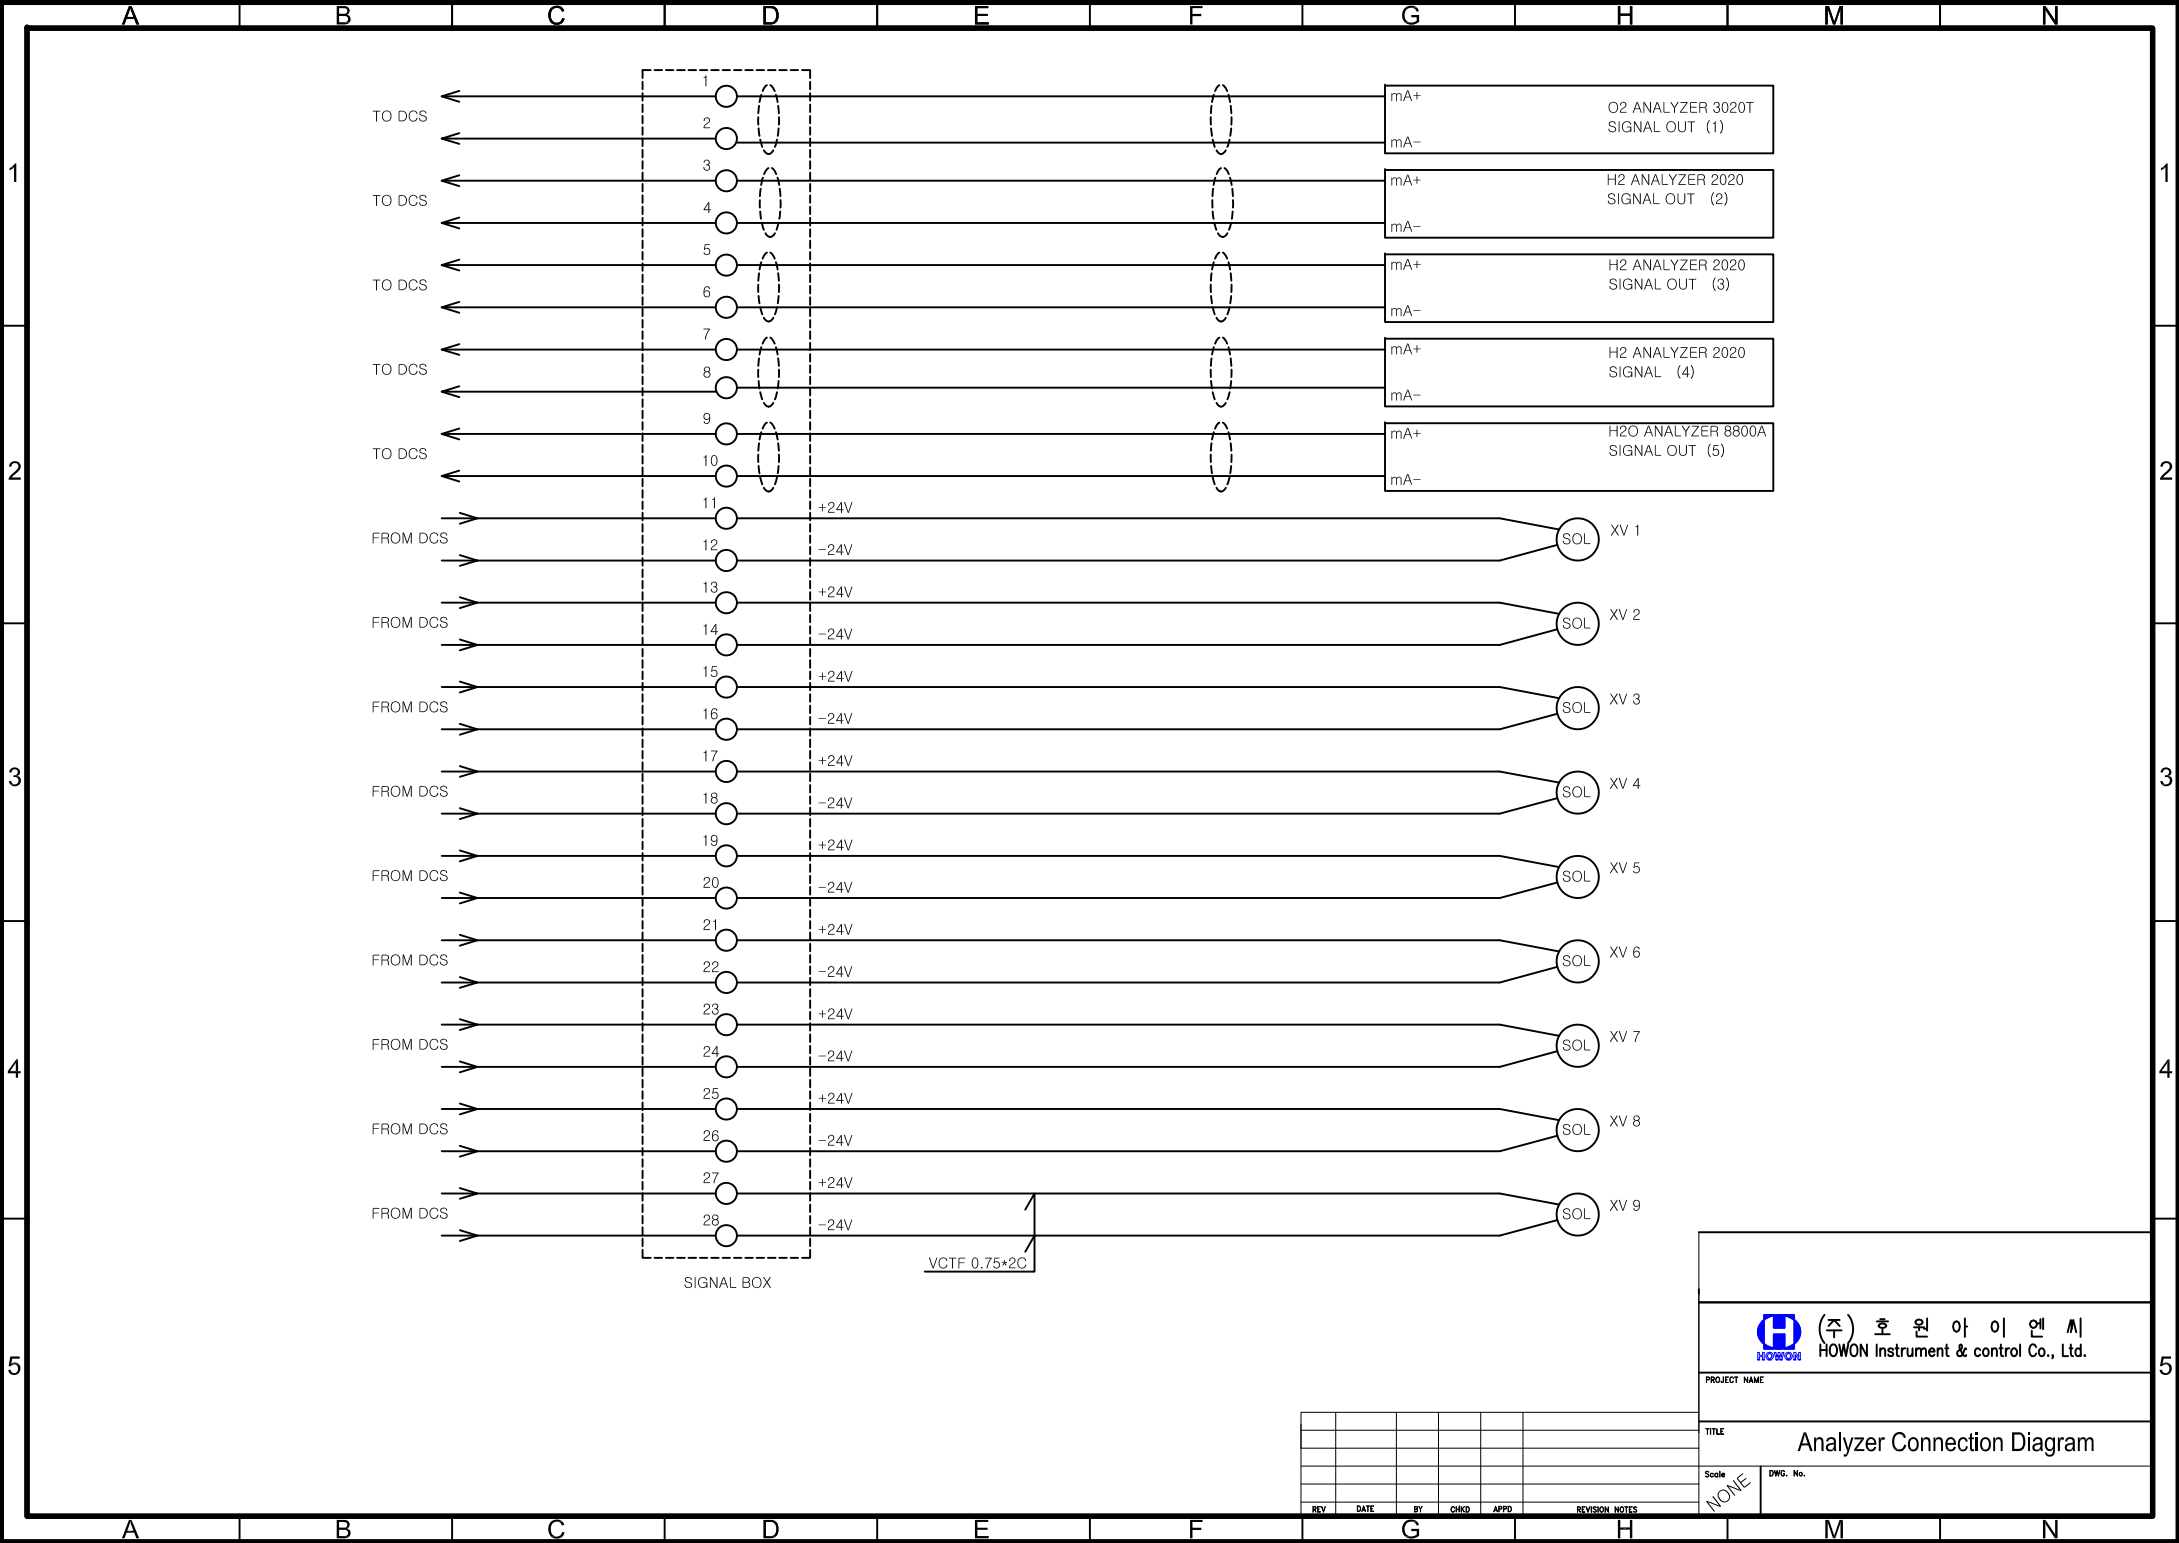 A B C D E F G H M N
1
TO DCS
2
mA+
mA-
O2 ANALYZER 3020T
SIGNAL OUT (1)
1
1
3
TO DCS
4
mA+
mA-
H2 ANALYZER 2020
SIGNAL OUT (2)
5
TO DCS
6
mA+
mA-
H2 ANALYZER 2020
SIGNAL OUT (3)
7
TO DCS
8
mA+
mA-
H2 ANALYZER 2020
SIGNAL (4)
9
TO DCS
10
mA+
mA-
H2O ANALYZER 8800A
SIGNAL OUT (5)
2
2
11 +24V
FROM DCS
12 -24V
SOL XV 1
13 +24V
FROM DCS
14 -24V
SOL XV 2
15 +24V
FROM DCS
16 -24V
SOL XV 3
17 +24V
FROM DCS
18 -24V
SOL XV 4
3
3
19 +24V
FROM DCS
20 -24V
SOL XV 5
21 +24V
FROM DCS
22 -24V
SOL XV 6
23 +24V
FROM DCS
24 -24V
SOL XV 7
4
4
25 +24V
FROM DCS
26 -24V
SOL XV 8
27 +24V
FROM DCS
28 -24V
SOL XV 9
VCTF 0.75*2C
SIGNAL BOX
HOWON
(주) 호 원 아 이 엔 씨
HOWON Instrument & control Co., Ltd.
5
5
PROJECT NAME
TITLE
Analyzer Connection Diagram
Scale
NONE
DWG. No.
REV DATE BY CHKD APPD REVISION NOTES
A B C D E F G H M N